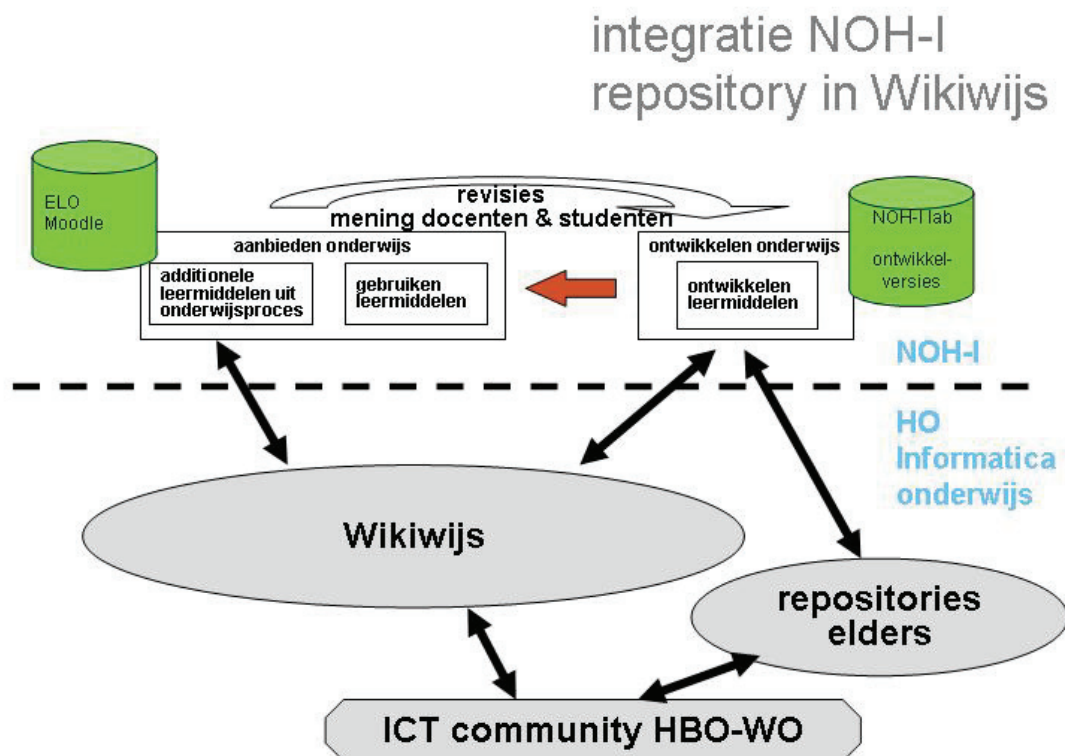 integratie NOH-I
repository in Wikiwijs
ELO
Moodle
revisies
mening docenten & studenten
aanbieden onderwijs
additionele
leermiddelen uit
onderwijsproces
gebruiken
leermiddelen
ontwikkelen onderwijs
ontwikkelen
leermiddelen
NOH-I lab
ontwikkel-
versies
NOH-I
HO
Informatica
onderwijs
Wikiwijs
repositories
elders
ICT community HBO-WO